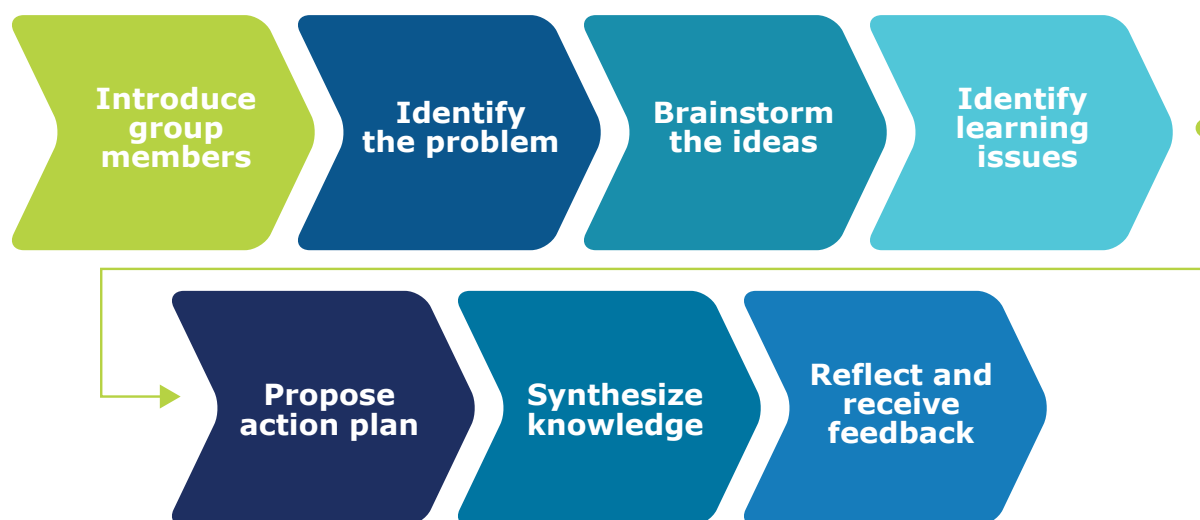 Introduce
group
members
Identify
the problem
Brainstorm
the ideas
Identify
learning
issues
Propose
action plan
Synthesize
knowledge
Reflect and
receive
feedback